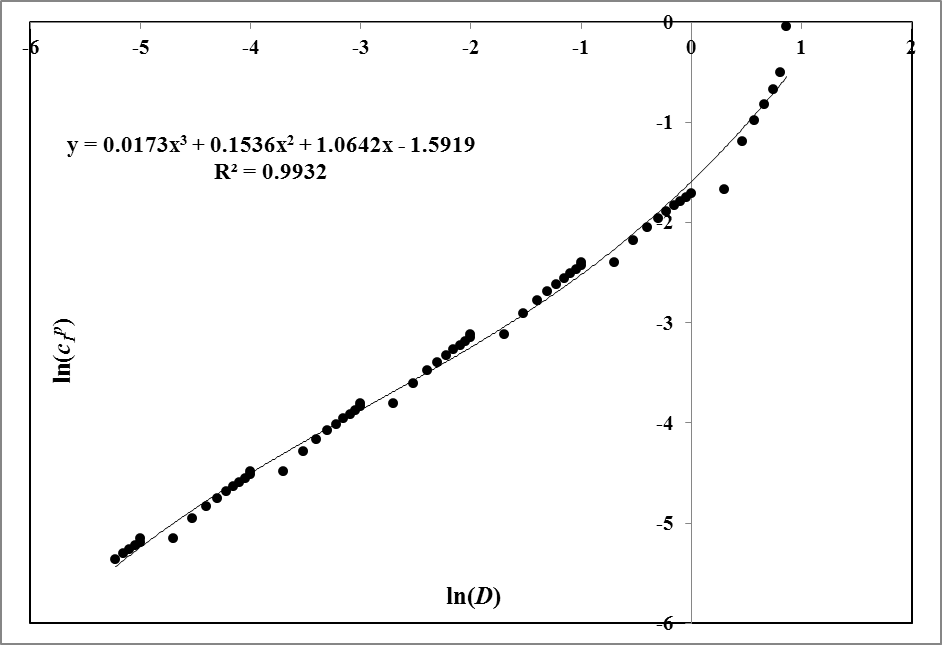 0
-6 -5 -4 -3 -2 -1 0 1 2
-1
y = 0.0173x³ + 0.1536x² + 1.0642x - 1.5919
R² = 0.9932
-2
-3
ln(c₁ᵖ)
-4
-5
ln(D)
-6